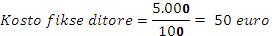 Kosto fikse ditore = 5.000 / 100 = 50 euro